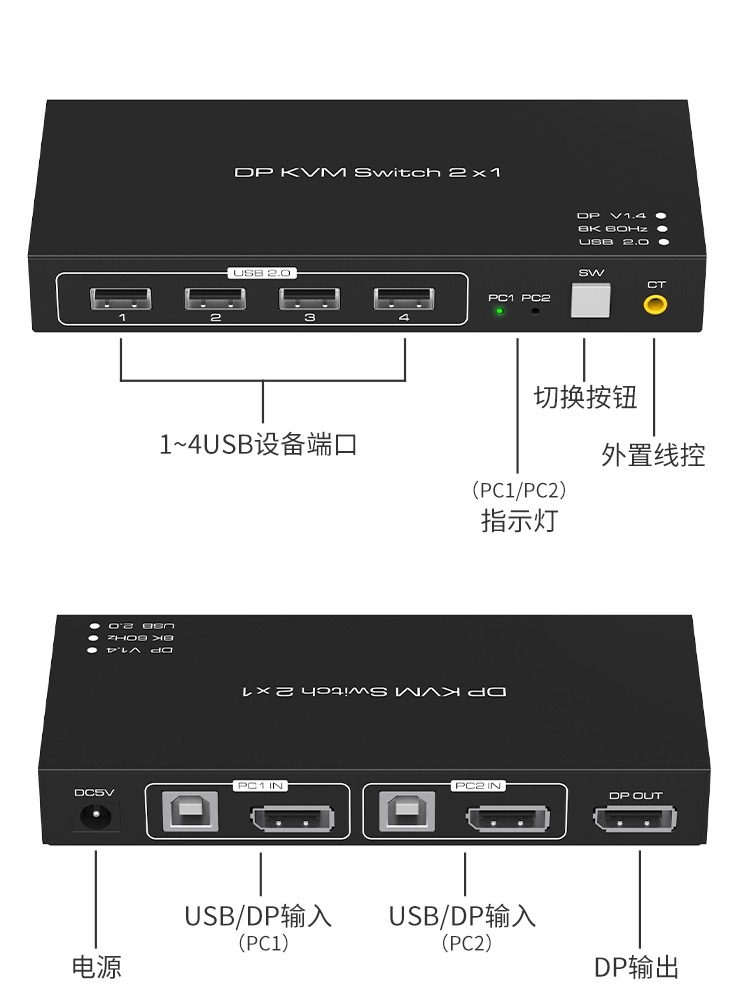 DP KVM Switch 2 x 1
DP V1.4
8K 60Hz
USB 2.0
USB 2.0
1 2 3 4
PC1 PC2
SW
CT
切换按钮
1~4USB设备端口
外置线控
（PC1/PC2）
指示灯
USB 2.0
8K 60Hz
DP V1.4
DP KVM Switch 2 x 1
DC5V
PC1 IN
PC2 IN
DP OUT
USB/DP输入
（PC1）
USB/DP输入
（PC2）
电源
DP输出